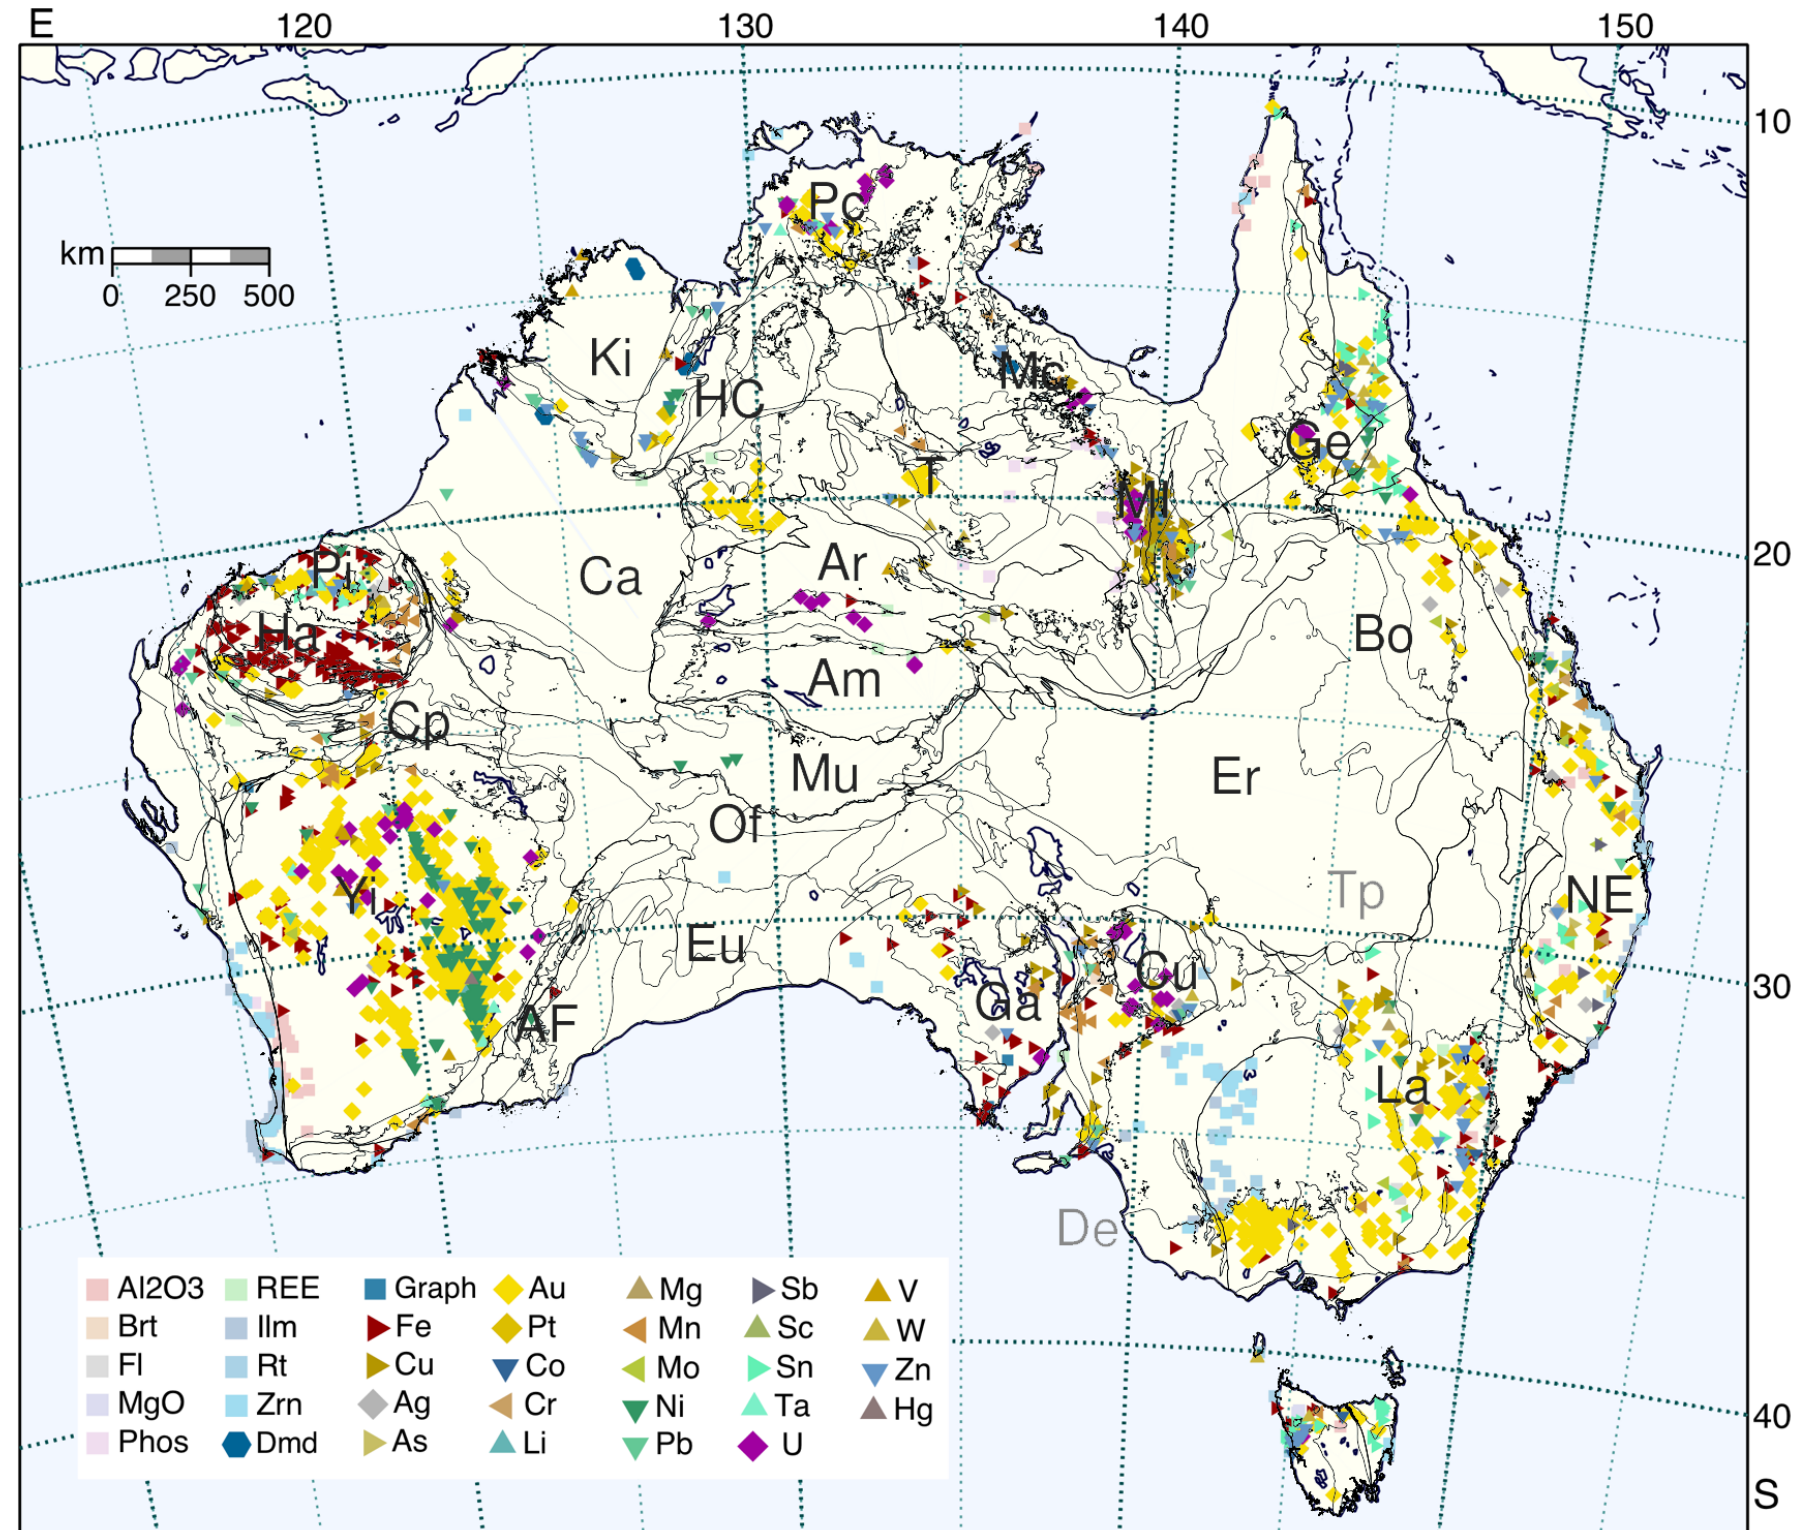 E 120 130 140 150
10
Pc
km
0 250 500
Ki
HC
Mc
Ge
T
Mi
Pi
20
Ca
Ar
Ha
Bo
Am
Cp
Mu
Er
Of
Yi
Tp
NE
Eu
Cu
Ga
30
AF
La
De
Al2O3 REE Graph Au Mg Sb V
Brt Ilm Fe Pt Mn Sc W
Fl Rt Cu Co Mo Sn Zn
MgO Zrn Ag Cr Ni Ta Hg
Phos Dmd As Li Pb U
40
S